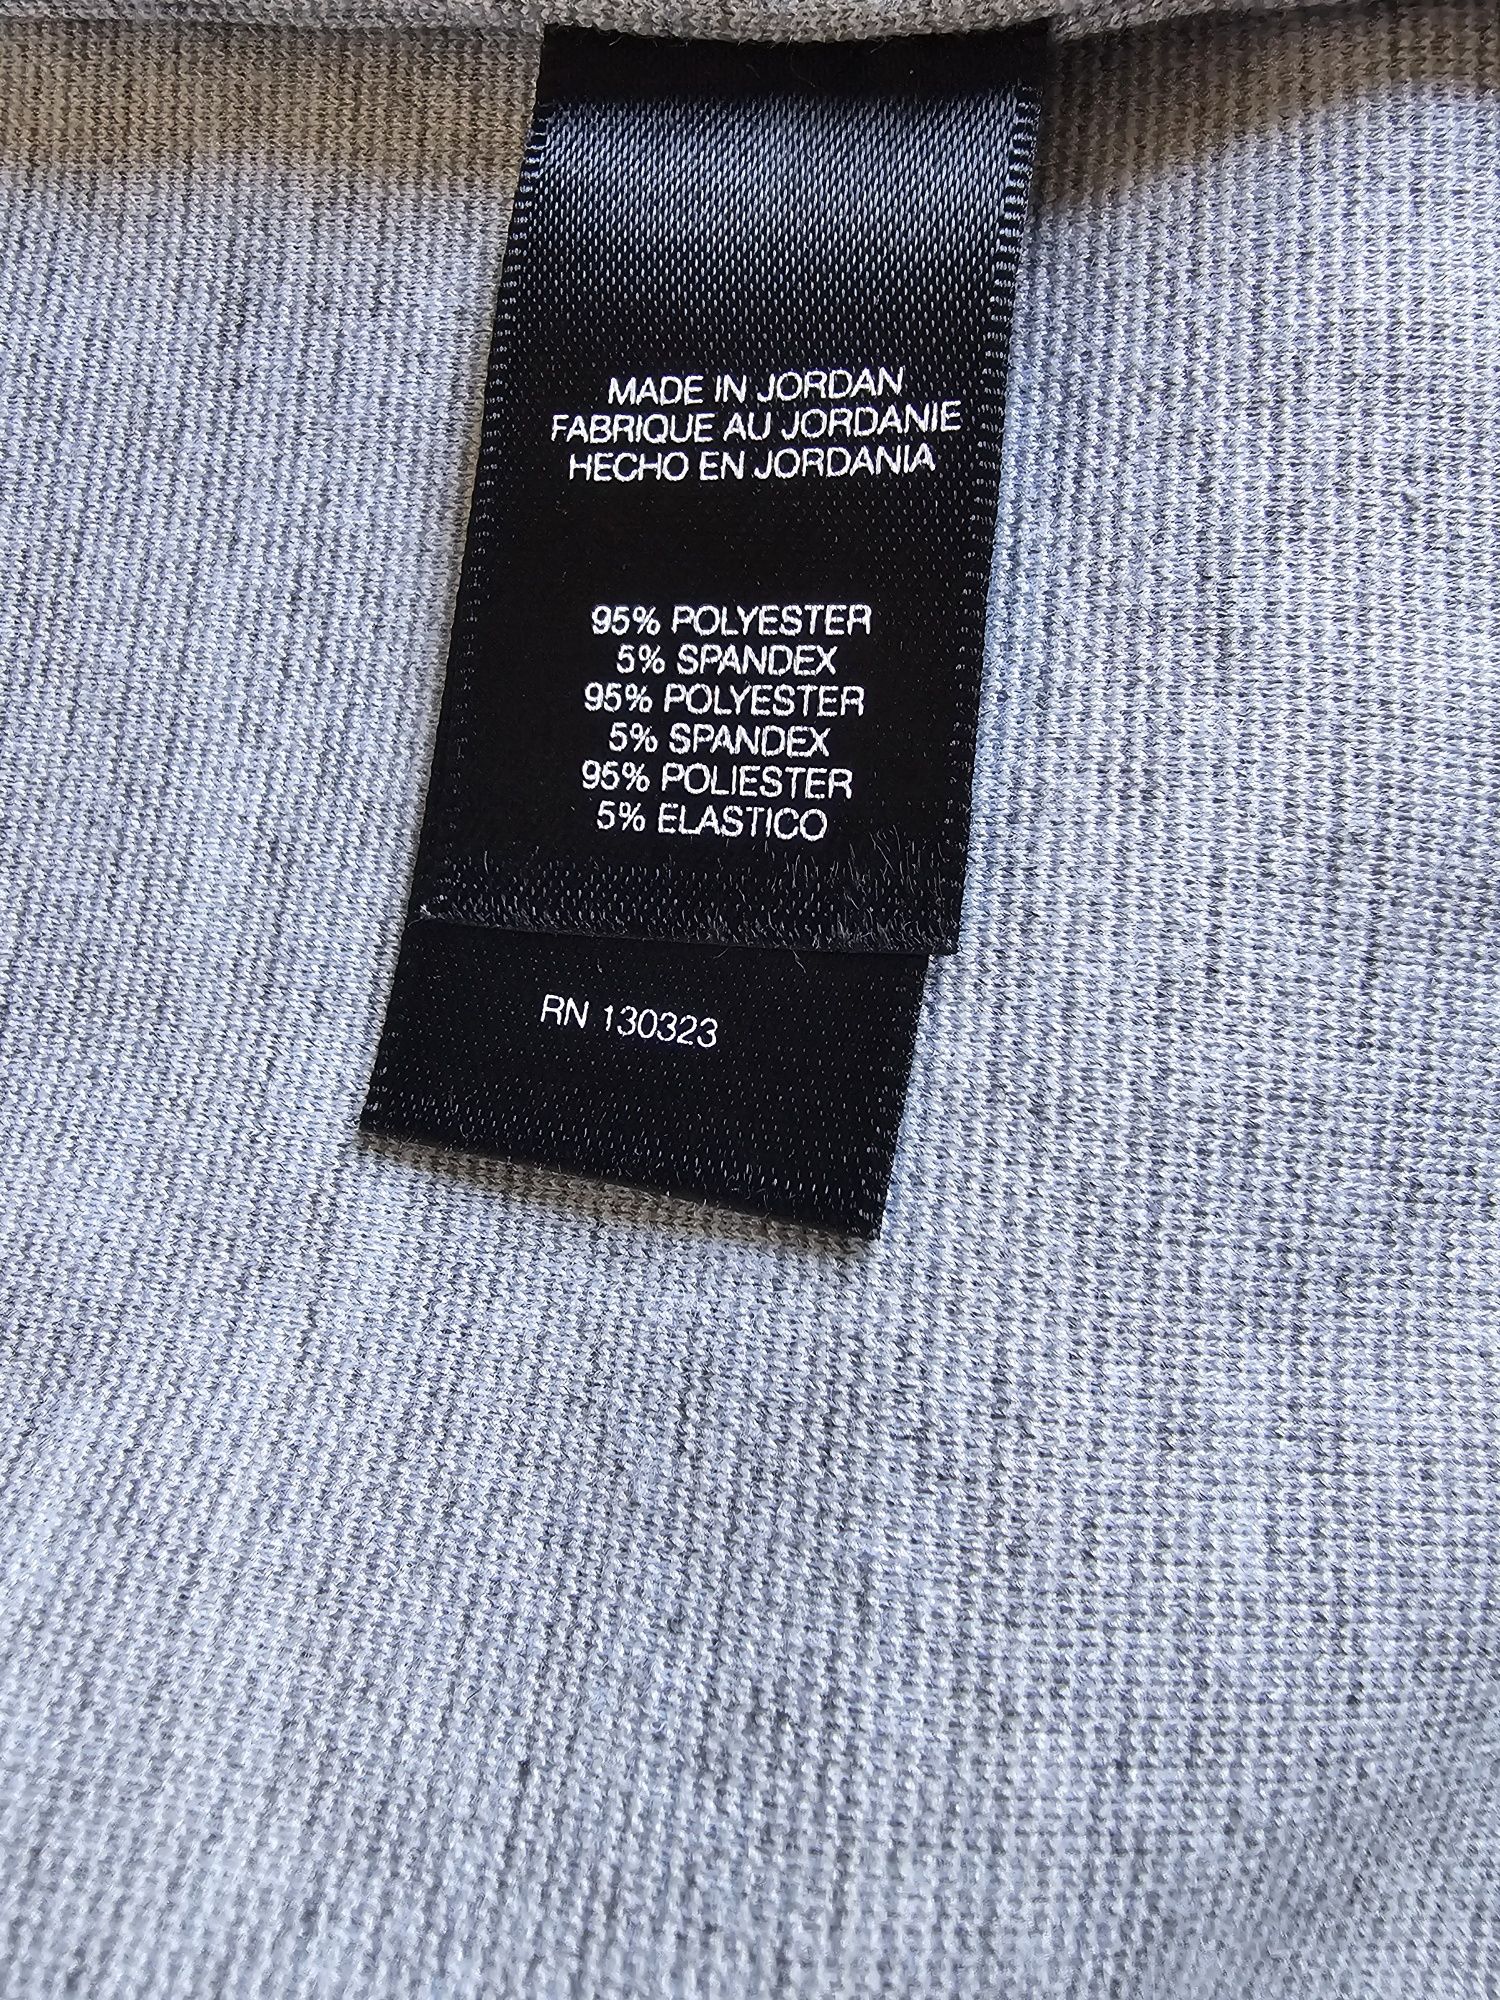 MADE IN JORDAN
FABRIQUE AU JORDANIE
HECHO EN JORDANIA
95% POLYESTER
5% SPANDEX
95% POLYESTER
5% SPANDEX
95% POLIESTER
5% ELASTICO
RN 130323